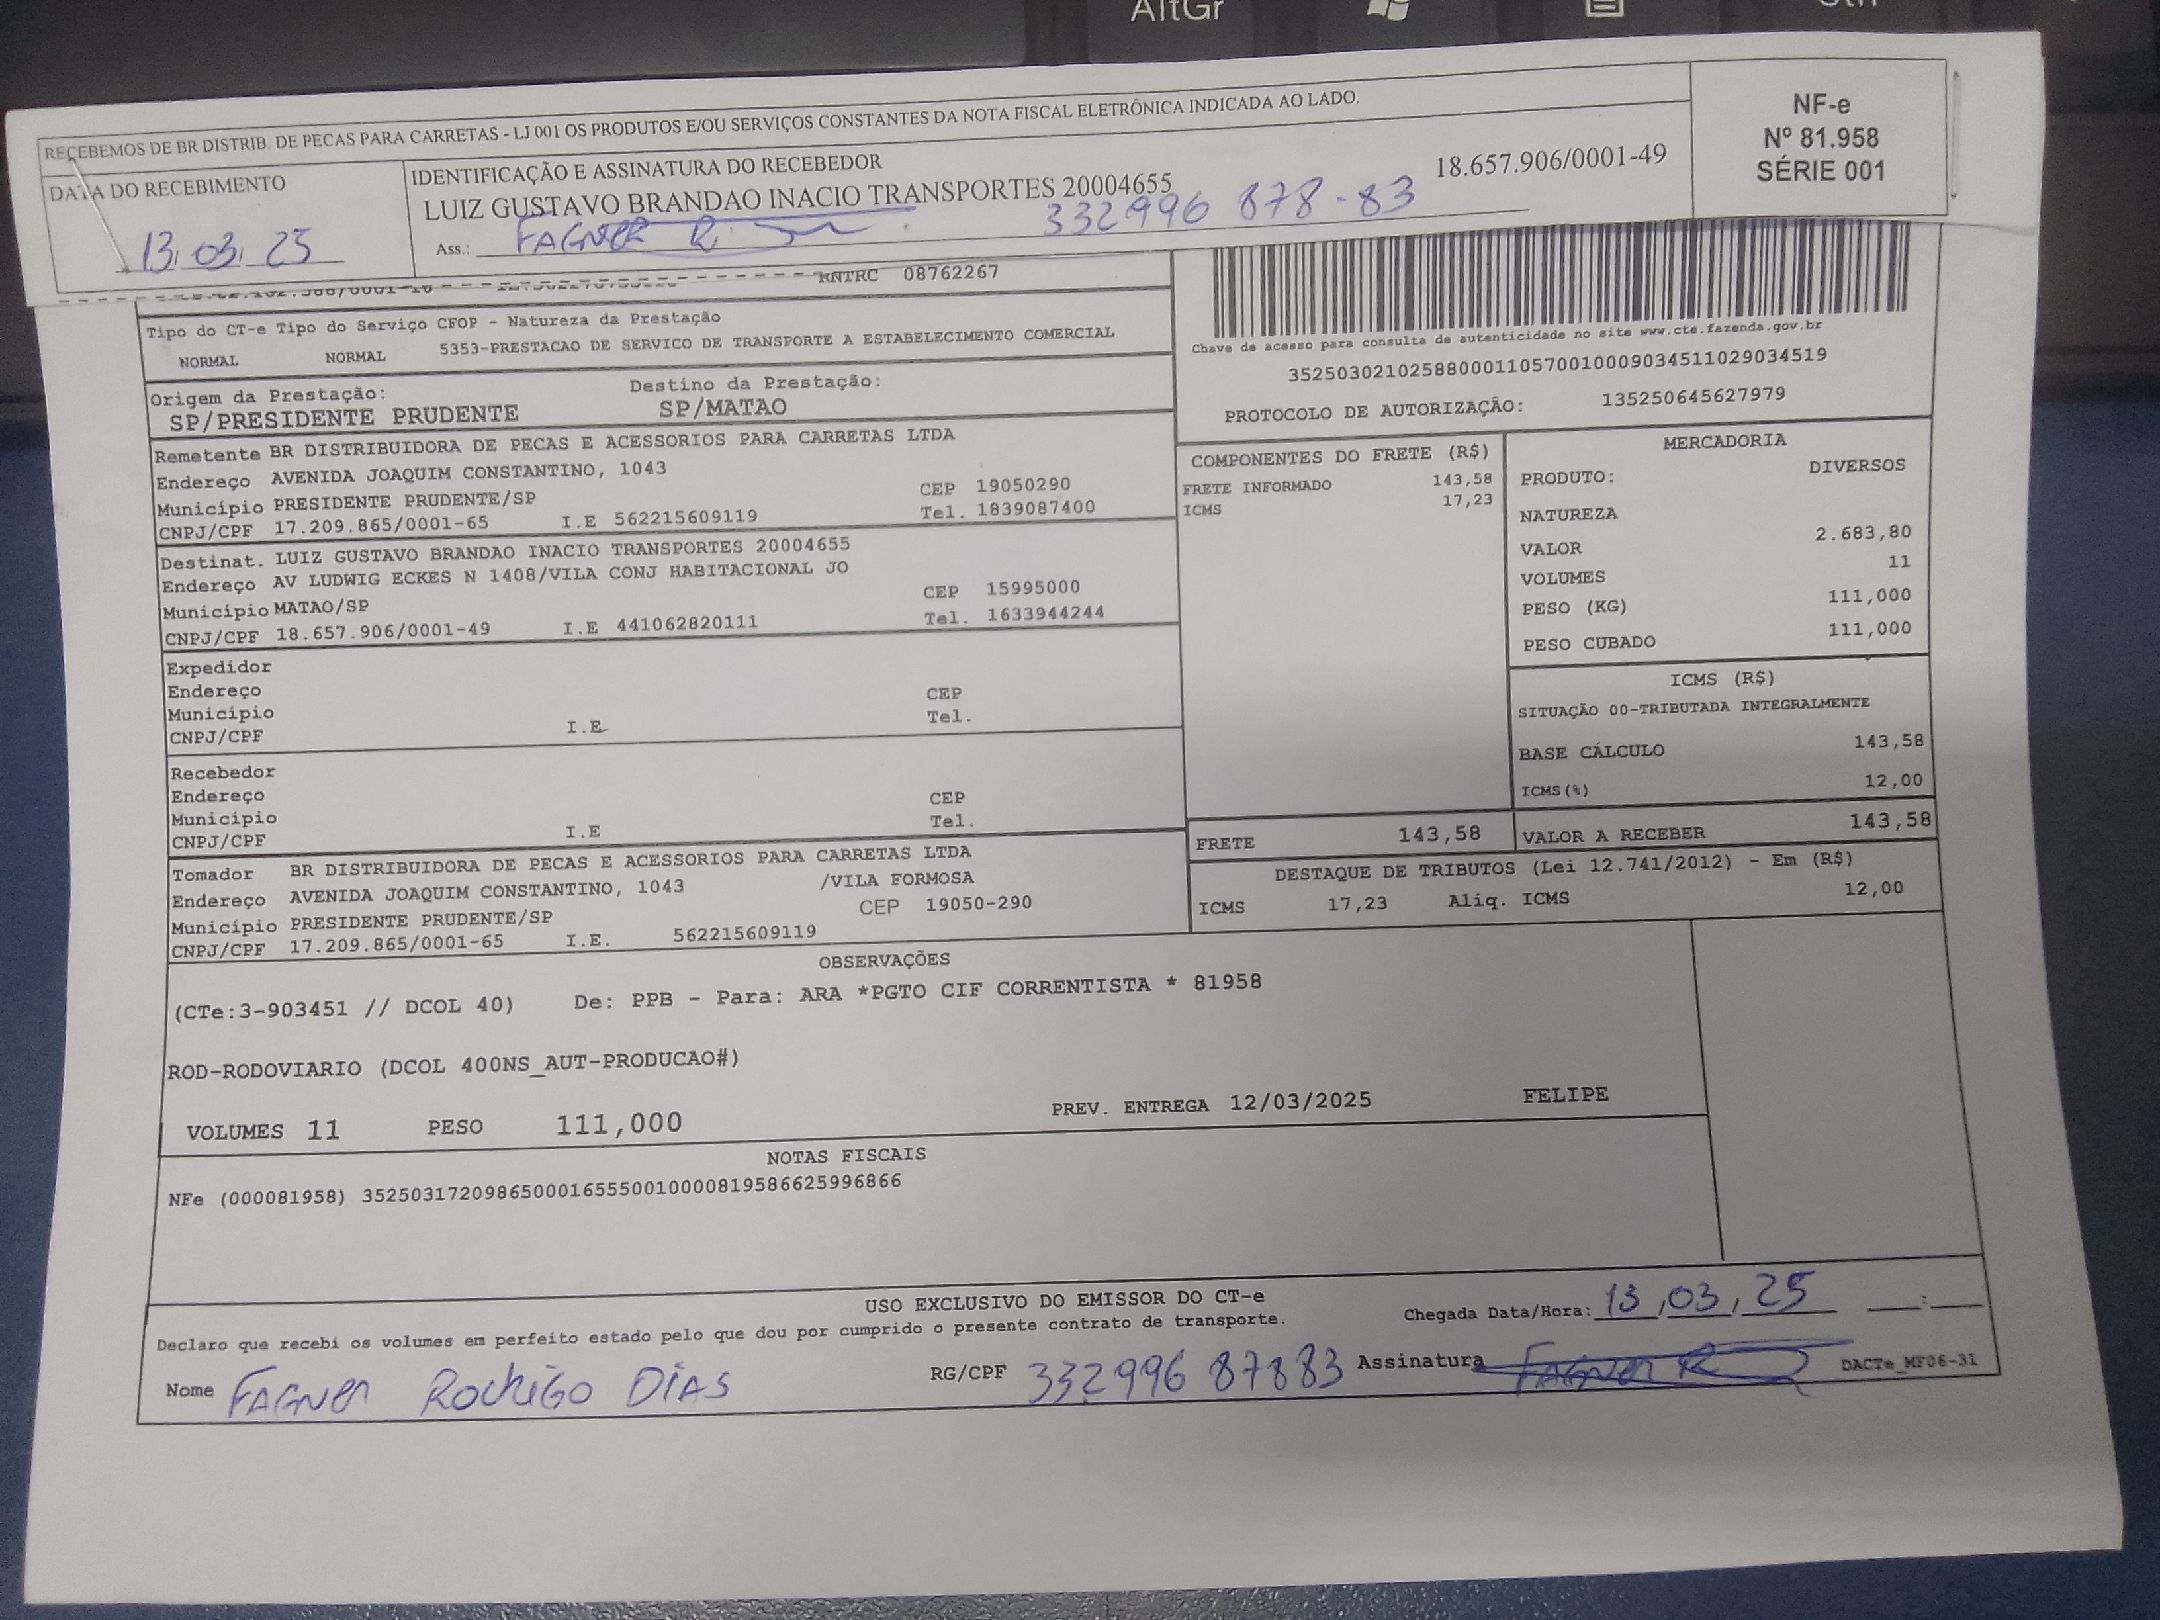 AltGr
RECEBEMOS DE BR DISTRIB. DE PECAS PARA CARRETAS - LJ 001 OS PRODUTOS E/OU SERVIÇOS CONSTANTES DA NOTA FISCAL ELETRÔNICA INDICADA AO LADO.
NF-e
Nº 81.958
SÉRIE 001
DATA DO RECEBIMENTO
13.03.25
IDENTIFICAÇÃO E ASSINATURA DO RECEBEDOR
LUIZ GUSTAVO BRANDAO INACIO TRANSPORTES 20004655 18.657.906/0001-49
Ass.: FAGNER R. 332996 878-83
RNTRC 08762267
Tipo do CT-e Tipo do Serviço CFOP - Natureza da Prestação
NORMAL NORMAL 5353-PRESTACAO DE SERVICO DE TRANSPORTE A ESTABELECIMENTO COMERCIAL
Chave de acesso para consulta de autenticidade no site www.cte.fazenda.gov.br
35250302102588000110570010009034511029034519
PROTOCOLO DE AUTORIZAÇÃO: 135250645627979
Origem da Prestação: Destino da Prestação:
SP/PRESIDENTE PRUDENTE SP/MATAO
Remetente BR DISTRIBUIDORA DE PECAS E ACESSORIOS PARA CARRETAS LTDA
Endereço AVENIDA JOAQUIM CONSTANTINO, 1043
Município PRESIDENTE PRUDENTE/SP CEP 19050290
CNPJ/CPF 17.209.865/0001-65 I.E 562215609119 Tel. 1839087400
Destinat. LUIZ GUSTAVO BRANDAO INACIO TRANSPORTES 20004655
Endereço AV LUDWIG ECKES N 1408/VILA CONJ HABITACIONAL JO
Município MATAO/SP CEP 15995000
CNPJ/CPF 18.657.906/0001-49 I.E 441062820111 Tel. 1633944244
Expedidor
Endereço
Município CEP
CNPJ/CPF I.E Tel.
Recebedor
Endereço
Município CEP
CNPJ/CPF I.E Tel.
Tomador BR DISTRIBUIDORA DE PECAS E ACESSORIOS PARA CARRETAS LTDA
Endereço AVENIDA JOAQUIM CONSTANTINO, 1043 /VILA FORMOSA
Município PRESIDENTE PRUDENTE/SP CEP 19050-290
CNPJ/CPF 17.209.865/0001-65 I.E. 562215609119
COMPONENTES DO FRETE (R$)
FRETE INFORMADO 143,58
ICMS 17,23
MERCADORIA
PRODUTO: DIVERSOS
NATUREZA
VALOR 2.683,80
VOLUMES 11
PESO (KG) 111,000
PESO CUBADO 111,000
ICMS (R$)
SITUAÇÃO 00-TRIBUTADA INTEGRALMENTE
BASE CÁLCULO 143,58
ICMS(%) 12,00
FRETE 143,58 VALOR A RECEBER 143,58
DESTAQUE DE TRIBUTOS (Lei 12.741/2012) - Em (R$)
ICMS 17,23 Aliq. ICMS 12,00
OBSERVAÇÕES
(CTe:3-903451 // DCOL 40) De: PPB - Para: ARA *PGTO CIF CORRENTISTA * 81958
ROD-RODOVIARIO (DCOL 400NS_AUT-PRODUCAO#)
VOLUMES 11 PESO 111,000 PREV. ENTREGA 12/03/2025 FELIPE
NOTAS FISCAIS
NFe (000081958) 35250317209865000165550010000819586625996866
USO EXCLUSIVO DO EMISSOR DO CT-e
Declaro que recebi os volumes em perfeito estado pelo que dou por cumprido o presente contrato de transporte.
Chegada Data/Hora: 13,03,25 :
Nome FAGNER RODRIGO DIAS RG/CPF 332996 87883 Assinatura FAGNER R DACTe_MF06-31